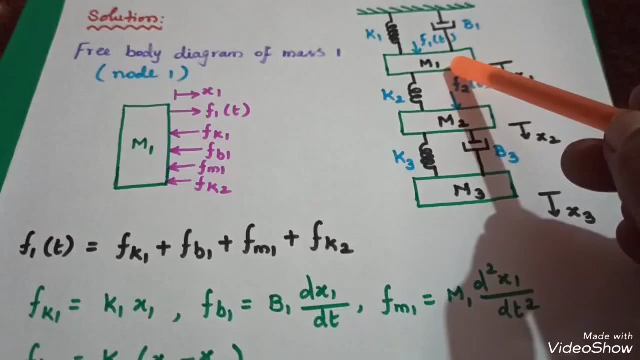 Solution:
Free body diagram of mass 1
(node 1)
x1
f1(t)
fK1
fb1
fm1
fK2
M1
K1
B1
f1(t)
M1
K2
M2
x2
K3
B3
M3
x3
f1(t) = fK1 + fb1 + fm1 + fK2
fK1 = K1 x1 , fb1 = B1 dx1/dt , fm1 = M1 d²x1/dt²
Made with
VideoShow